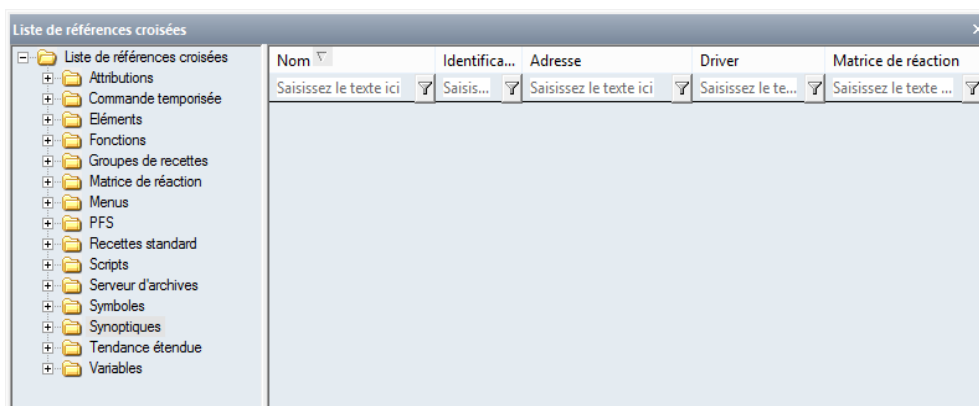 Liste de références croisées
Liste de références croisées
Attributions
Commande temporisée
Eléments
Fonctions
Groupes de recettes
Matrice de réaction
Menus
PFS
Recettes standard
Scripts
Serveur d'archives
Symboles
Synoptiques
Tendance étendue
Variables
Nom Identifica... Adresse Driver Matrice de réaction
Saisissez le texte ici Saisis... Saisissez le texte ici Saisissez le te... Saisissez le texte ...